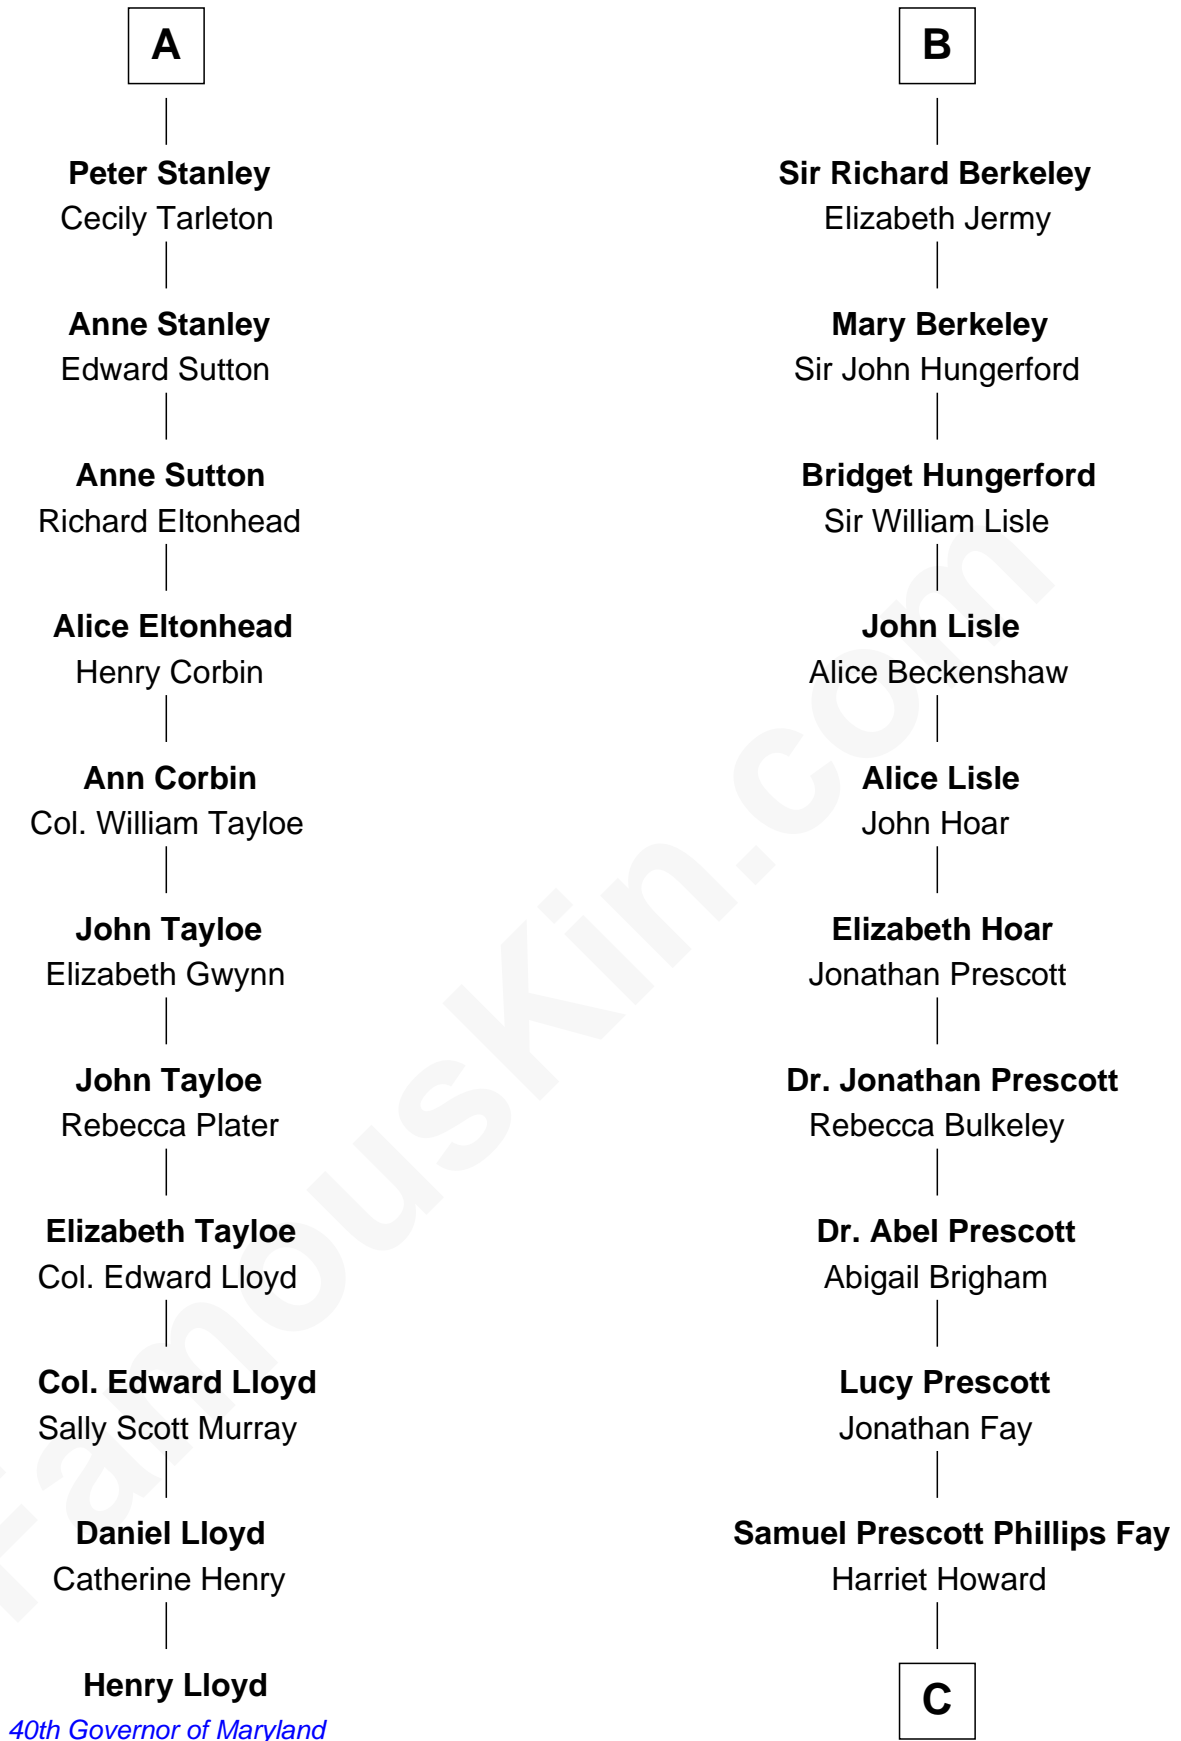 A
Peter Stanley
Cecily Tarleton
Anne Stanley
Edward Sutton
Anne Sutton
Richard Eltonhead
Alice Eltonhead
Henry Corbin
Ann Corbin
Col. William Tayloe
John Tayloe
Elizabeth Gwynn
John Tayloe
Rebecca Plater
Elizabeth Tayloe
Col. Edward Lloyd
Col. Edward Lloyd
Sally Scott Murray
Daniel Lloyd
Catherine Henry
Henry Lloyd
40th Governor of Maryland
B
Sir Richard Berkeley
Elizabeth Jermy
Mary Berkeley
Sir John Hungerford
Bridget Hungerford
Sir William Lisle
John Lisle
Alice Beckenshaw
Alice Lisle
John Hoar
Elizabeth Hoar
Jonathan Prescott
Dr. Jonathan Prescott
Rebecca Bulkeley
Dr. Abel Prescott
Abigail Brigham
Lucy Prescott
Jonathan Fay
Samuel Prescott Phillips Fay
Harriet Howard
C
FamousKin.com